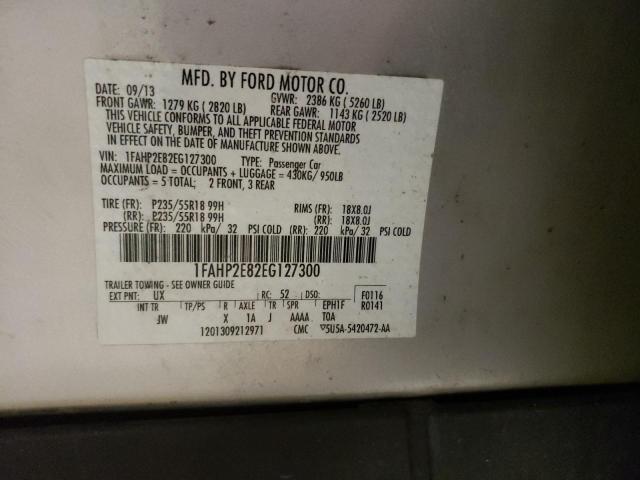 MFD. BY FORD MOTOR CO.
DATE: 09/13 GVWR: 2386 KG ( 5260 LB)
FRONT GAWR: 1279 KG ( 2820 LB) REAR GAWR: 1143 KG ( 2520 LB)
THIS VEHICLE CONFORMS TO ALL APPLICABLE FEDERAL MOTOR
VEHICLE SAFETY, BUMPER, AND THEFT PREVENTION STANDARDS
IN EFFECT ON THE DATE OF MANUFACTURE SHOWN ABOVE.
VIN: 1FAHP2E82EG127300 TYPE: Passenger Car
MAXIMUM LOAD = OCCUPANTS + LUGGAGE = 430KG/ 950LB
OCCUPANTS = 5 TOTAL; 2 FRONT, 3 REAR
TIRE (FR): P235/55R18 99H RIMS (FR): 18X8.0J
(RR): P235/55R18 99H (RR): 18X8.0J
PRESSURE (FR): 220 kPa/ 32 PSI COLD (RR): 220 kPa/ 32 PSI COLD
1FAHP2E82EG127300
TRAILER TOWING - SEE OWNER GUIDE
EXT PNT: UX RC: 52 DSO: F0116
INT TR TP/PS R AXLE TR SPR EPH1F R0141
JW X 1A J AAAA TOA
1201309212971 CMC 5U5A-5420472-AA